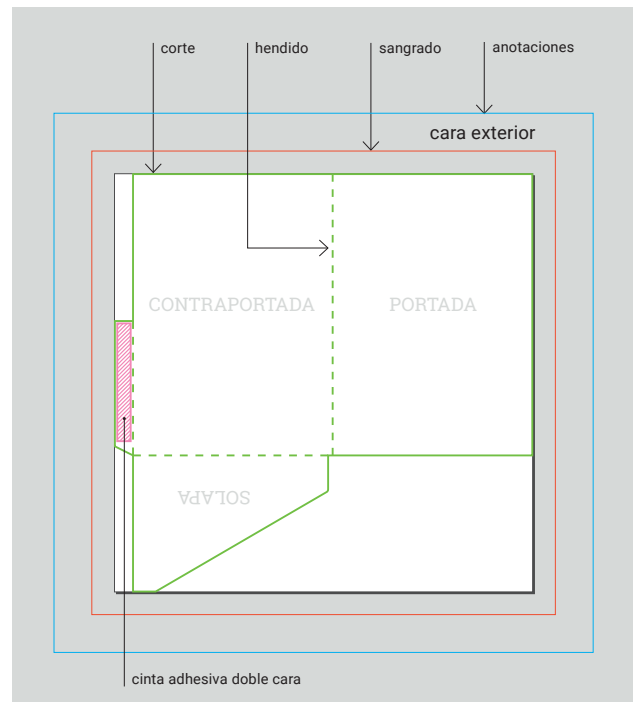 corte
hendido
sangrado
anotaciones
cara exterior
CONTRAPORTADA
PORTADA
SOLAPA
cinta adhesiva doble cara